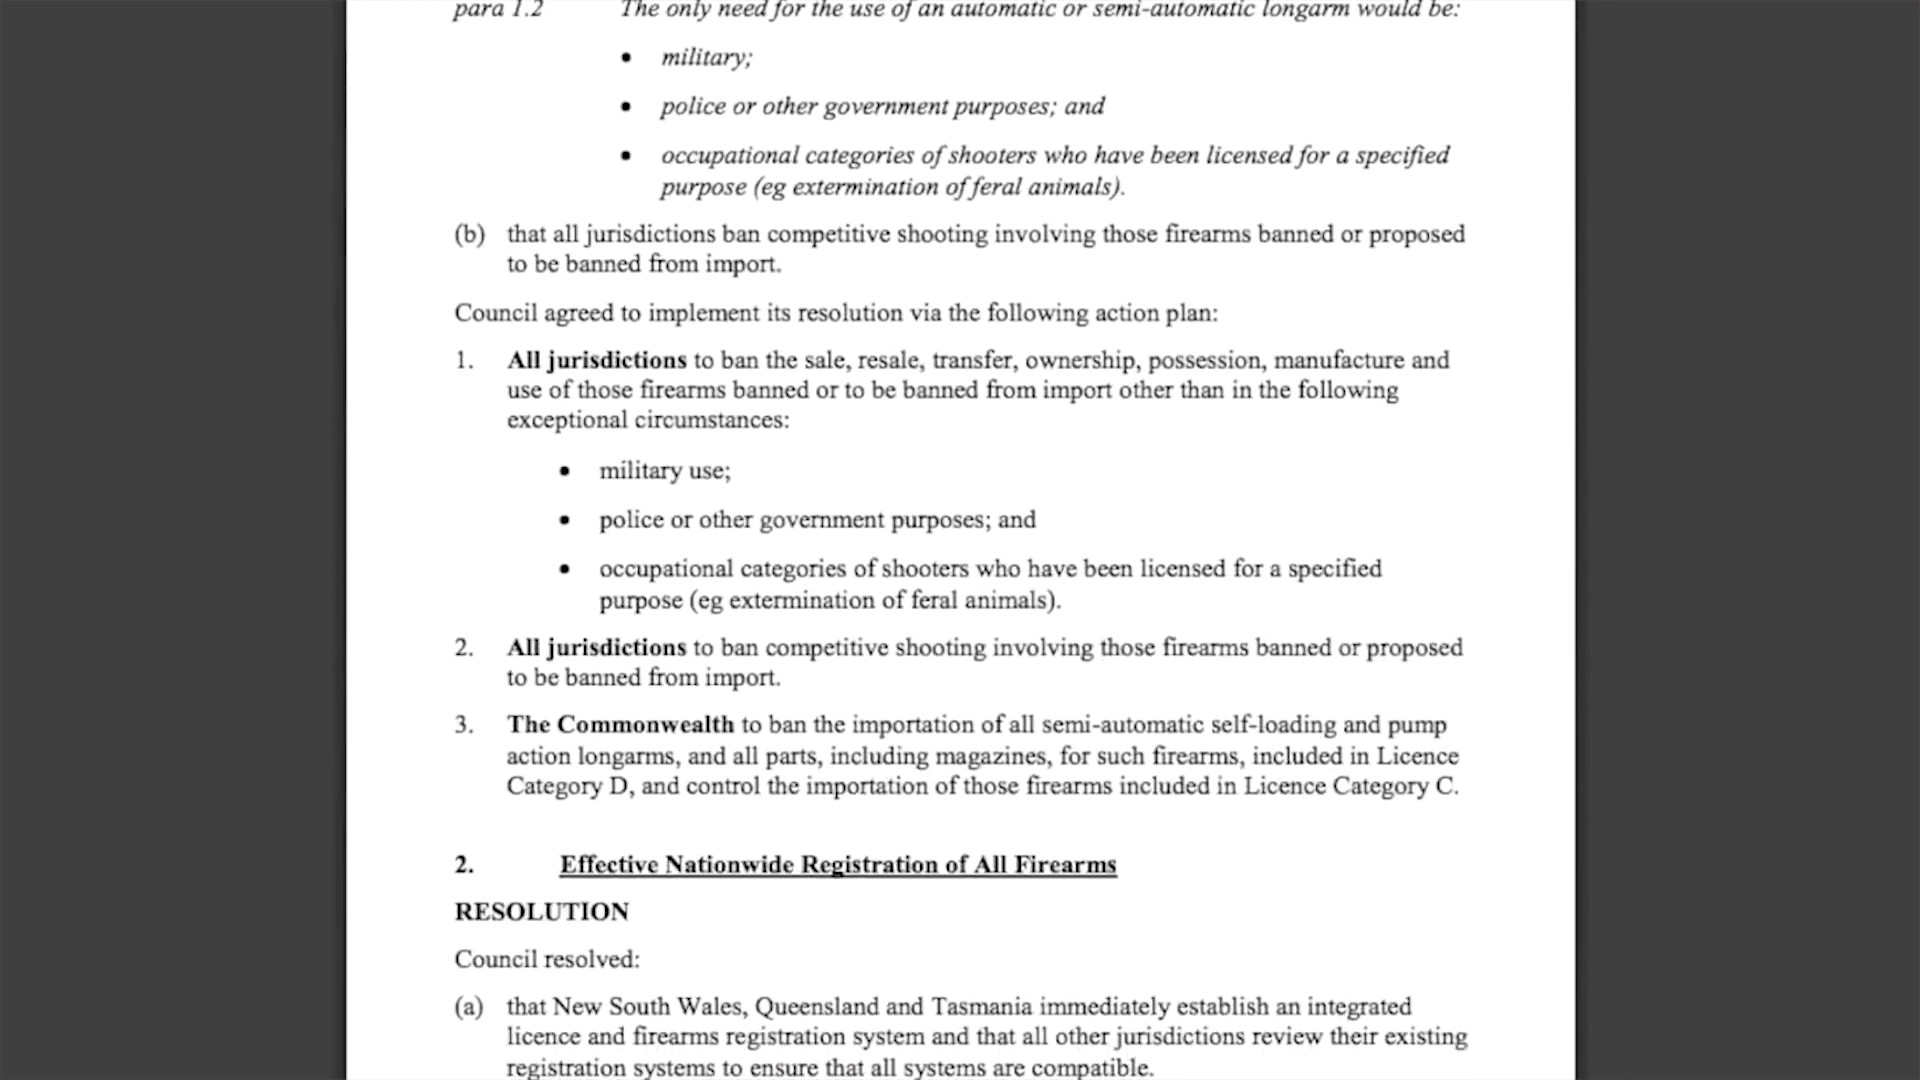 para 1.2 The only need for the use of an automatic or semi-automatic longarm would be:
• military;
• police or other government purposes; and
• occupational categories of shooters who have been licensed for a specified
purpose (eg extermination of feral animals).
(b) that all jurisdictions ban competitive shooting involving those firearms banned or proposed
to be banned from import.
Council agreed to implement its resolution via the following action plan:
1. All jurisdictions to ban the sale, resale, transfer, ownership, possession, manufacture and
use of those firearms banned or to be banned from import other than in the following
exceptional circumstances:
• military use;
• police or other government purposes; and
• occupational categories of shooters who have been licensed for a specified
purpose (eg extermination of feral animals).
2. All jurisdictions to ban competitive shooting involving those firearms banned or proposed
to be banned from import.
3. The Commonwealth to ban the importation of all semi-automatic self-loading and pump
action longarms, and all parts, including magazines, for such firearms, included in Licence
Category D, and control the importation of those firearms included in Licence Category C.
2. Effective Nationwide Registration of All Firearms
RESOLUTION
Council resolved:
(a) that New South Wales, Queensland and Tasmania immediately establish an integrated
licence and firearms registration system and that all other jurisdictions review their existing
registration systems to ensure that all systems are compatible.